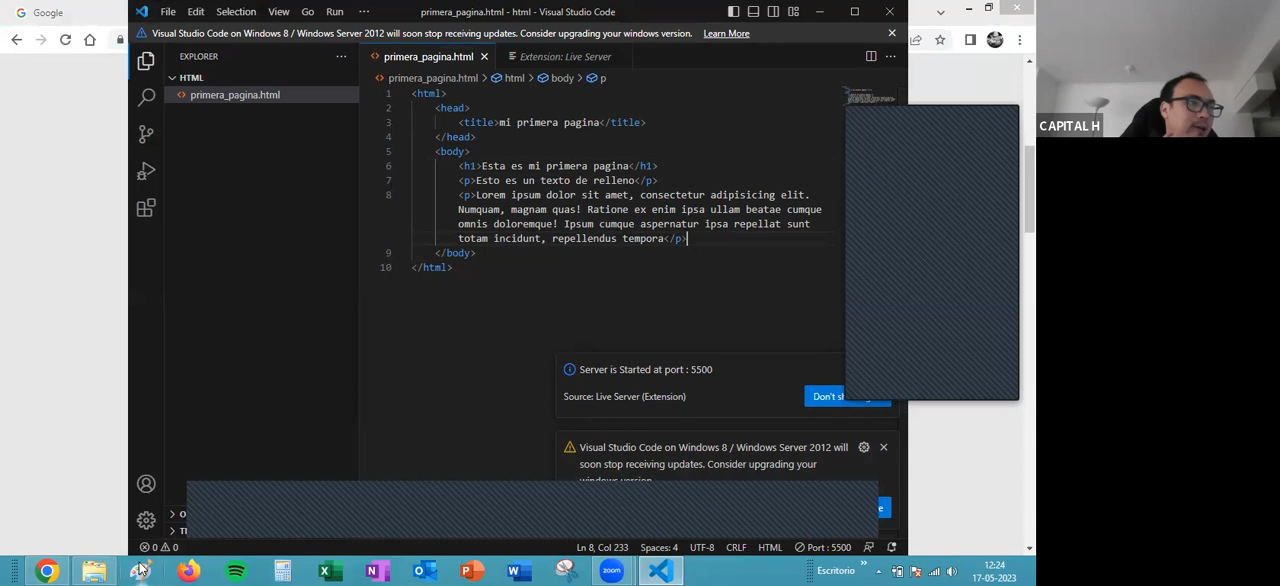 Google
File Edit Selection View Go Run ··· primera_pagina.html - html - Visual Studio Code
Visual Studio Code on Windows 8 / Windows Server 2012 will soon stop receiving updates. Consider upgrading your windows version. Learn More
EXPLORER ··· primera_pagina.html Extension: Live Server
HTML primera_pagina.html > html > body > p
primera_pagina.html
1 <html>
2 <head>
3 <title>mi primera pagina</title>
4 </head>
5 <body>
6 <h1>Esta es mi primera pagina</h1>
7 <p>Esto es un texto de relleno</p>
8 <p>Lorem ipsum dolor sit amet, consectetur adipisicing elit.
Numquam, magnam quas! Ratione ex enim ipsa ullam beatae cumque
omnis doloremque! Ipsum cumque aspernatur ipsa repellat sunt
totam incidunt, repellendus tempora</p>
9 </body>
10 </html>
CAPITAL H
Server is Started at port : 5500
Source: Live Server (Extension)
Visual Studio Code on Windows 8 / Windows Server 2012 will
soon stop receiving updates. Consider upgrading your
0 0 Ln 8, Col 233 Spaces: 4 UTF-8 CRLF HTML Port : 5500
zoom
Escritorio
12:24
17-05-2023